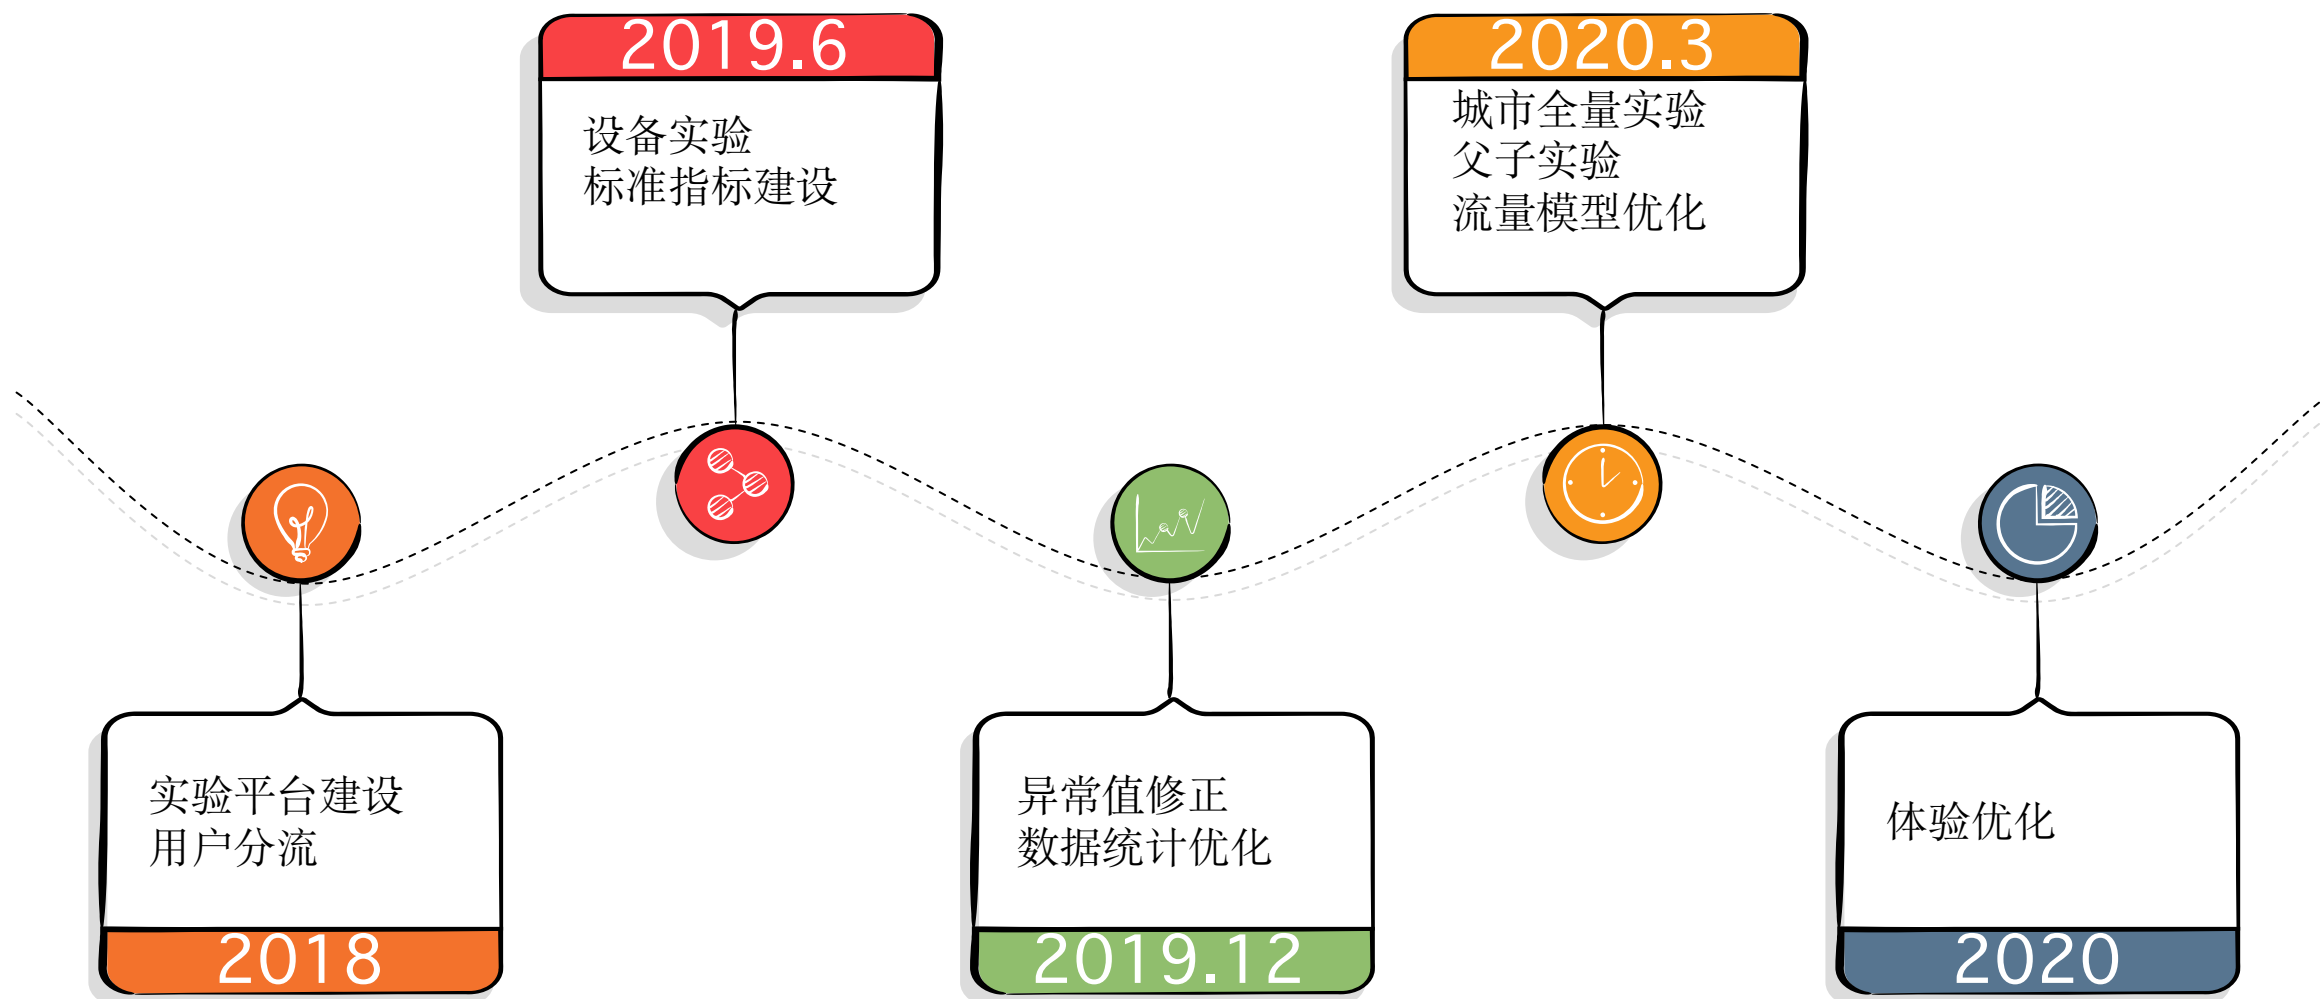 2019.6
设备实验
标准指标建设
2020.3
城市全量实验
父子实验
流量模型优化
实验平台建设
用户分流
2018
异常值修正
数据统计优化
2019.12
体验优化
2020